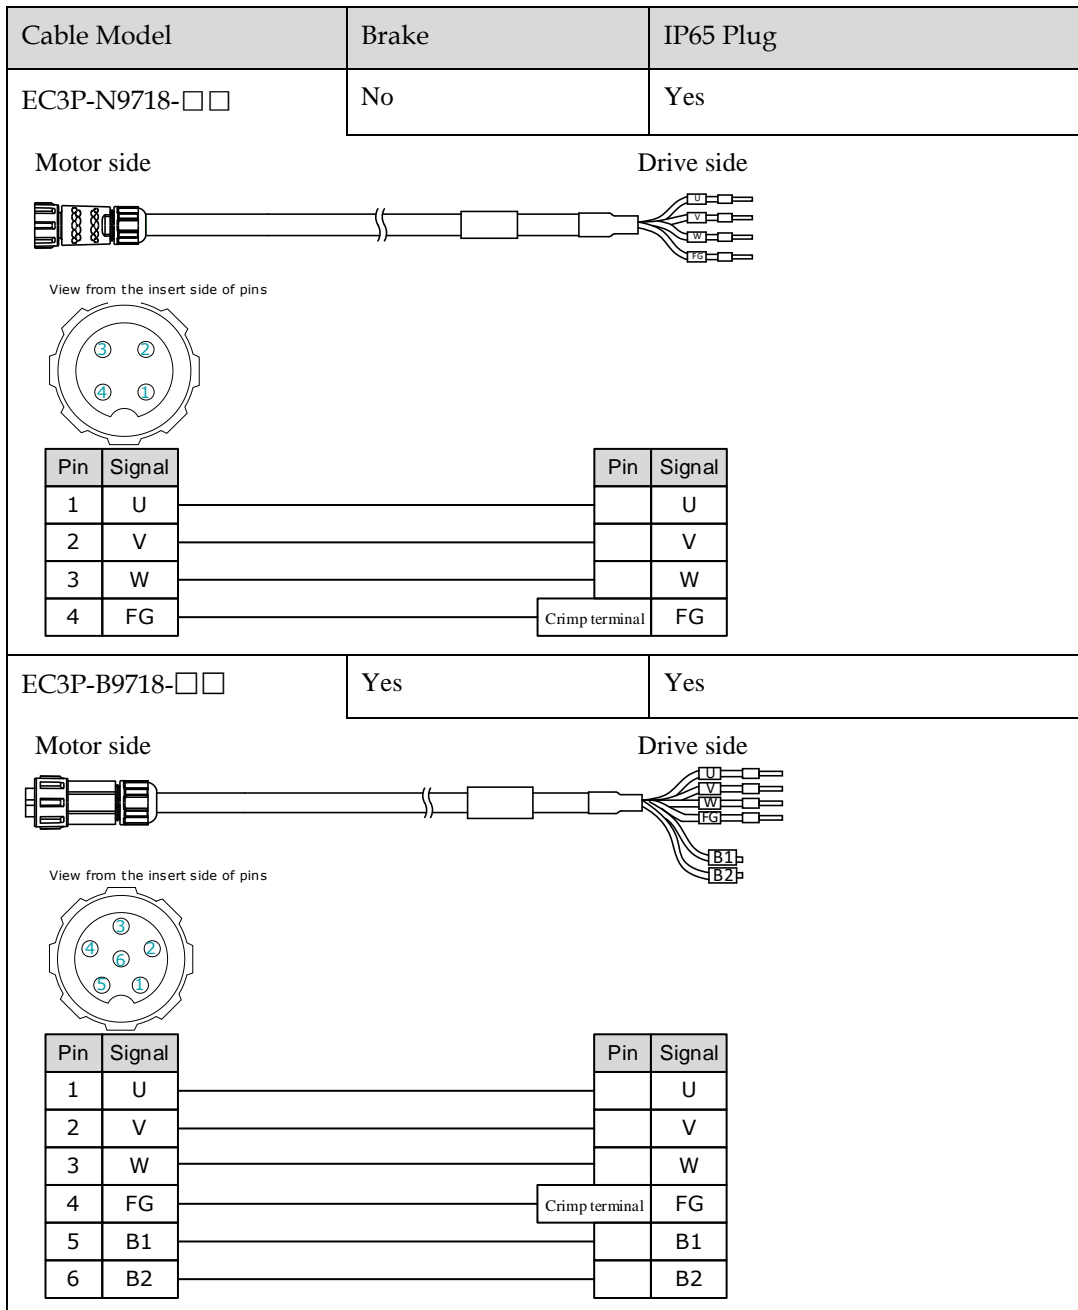 Cable Model Brake IP65 Plug
EC3P-N9718-□□ No Yes
Motor side Drive side
U
V
W
FG
View from the insert side of pins
3 2
4 1
Pin Signal Pin Signal
1 U U
2 V V
3 W W
4 FG Crimp terminal FG
EC3P-B9718-□□ Yes Yes
Motor side Drive side
U
V
W
FG
B1
B2
View from the insert side of pins
3
4 2
6
5 1
Pin Signal Pin Signal
1 U U
2 V V
3 W W
4 FG Crimp terminal FG
5 B1 B1
6 B2 B2